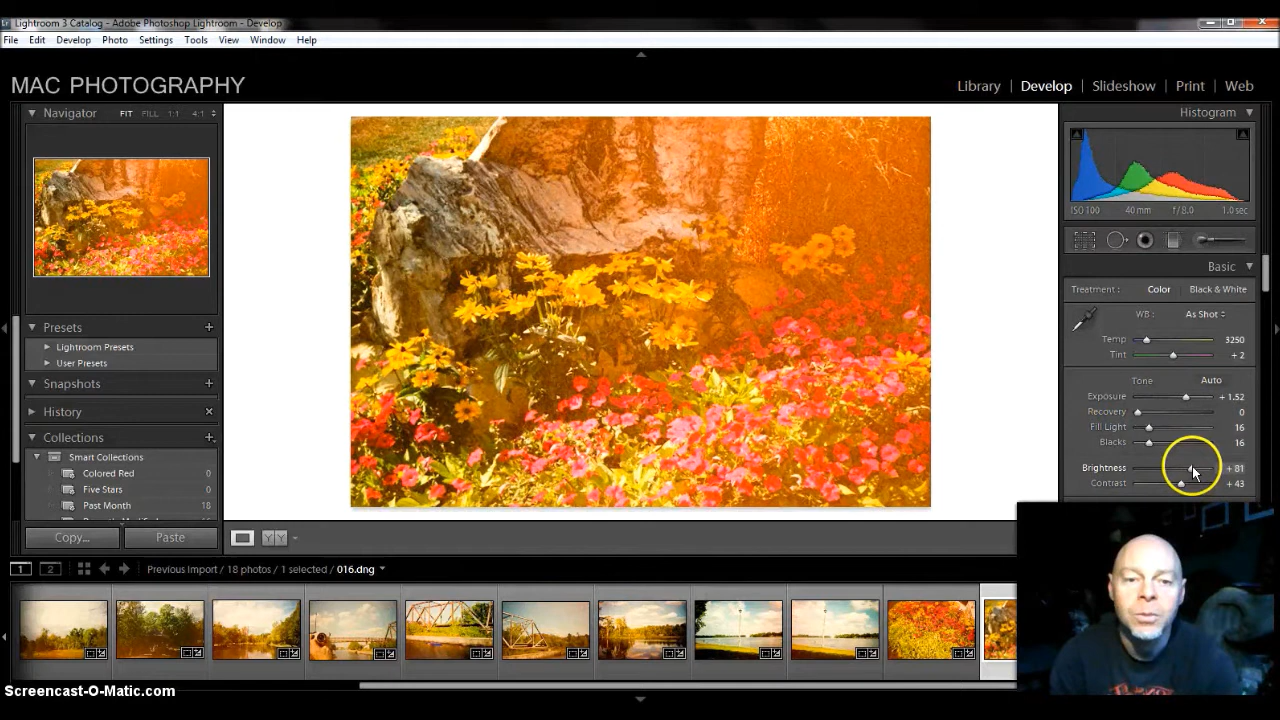 Lightroom 3 Catalog - Adobe Photoshop Lightroom - Develop
File Edit Develop Photo Settings Tools View Window Help
MAC PHOTOGRAPHY
Library Develop Slideshow Print Web
Navigator FIT FILL 1:1 4:1
Histogram
ISO 100 40 mm f / 8.0 1.0 sec
Basic
Treatment : Color Black & White
WB : As Shot
Temp 3250
Tint + 2
Tone Auto
Exposure + 1.52
Recovery 0
Fill Light 16
Blacks 16
Brightness + 81
Contrast + 43
Presets
Lightroom Presets
User Presets
Snapshots
History
Collections
Smart Collections
Colored Red 0
Five Stars 0
Past Month 18
Copy... Paste
YY
1 2 Previous Import / 18 photos / 1 selected / 016.dng
Screencast-O-Matic.com